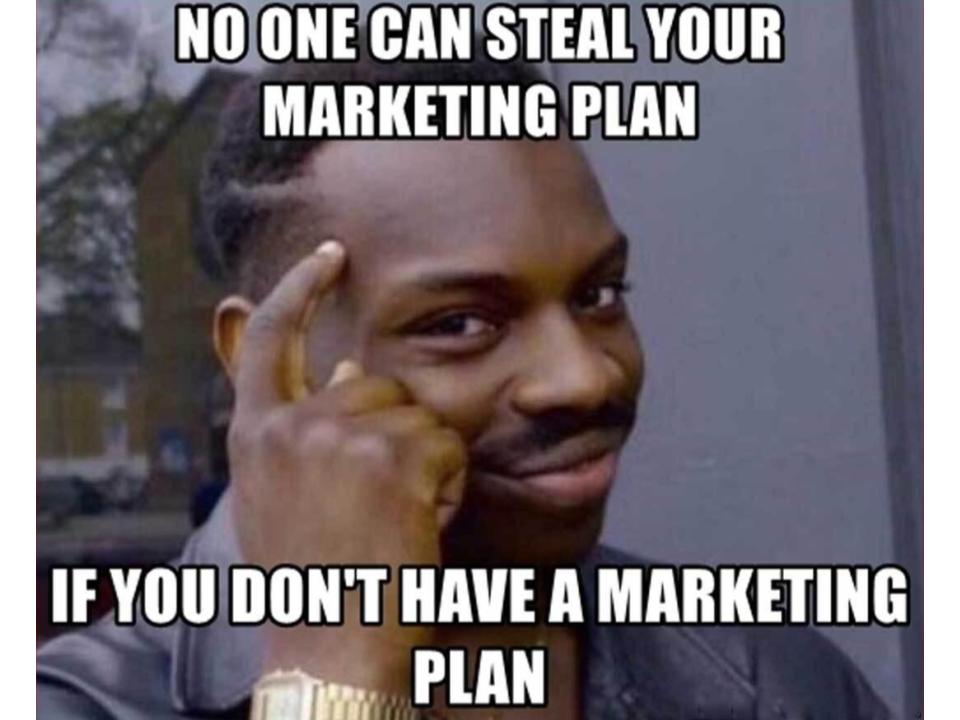 NO ONE CAN STEAL YOUR
MARKETING PLAN
IF YOU DON'T HAVE A MARKETING
PLAN